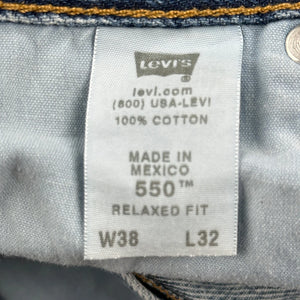 Levi's
levi.com
(800) USA-LEVI
100% COTTON
MADE IN
MEXICO
550™
RELAXED FIT
W38 L32